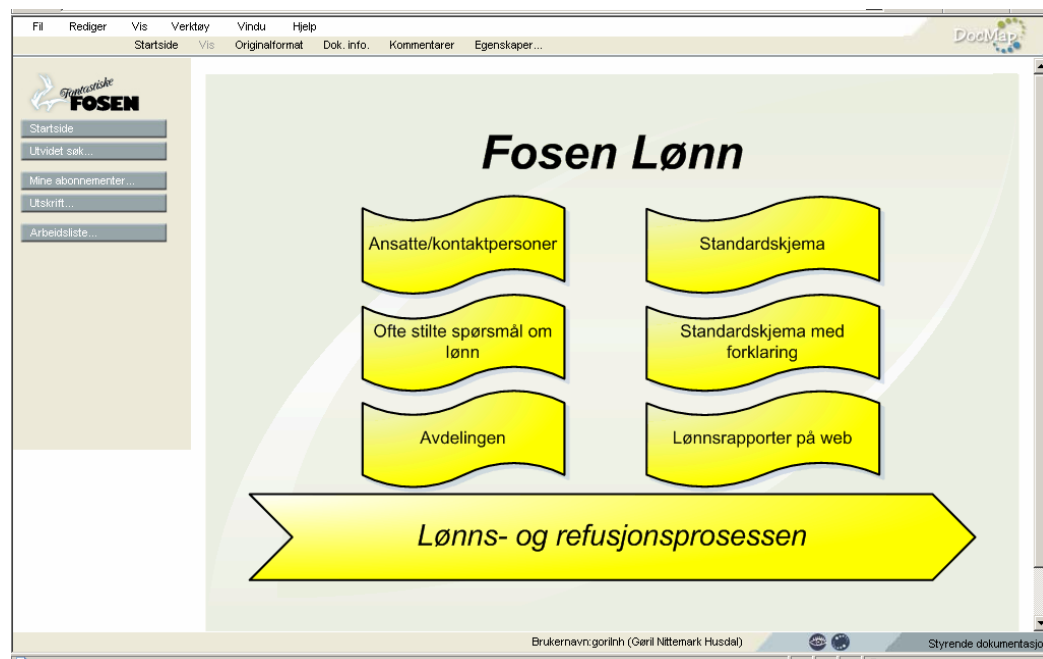 Fil Rediger Vis Verktøy Vindu Hjelp
Startside Vis Originalformat Dok. info. Kommentarer Egenskaper...
DocMap
Fantastiske
FOSEN
Startside
Utvidet søk...
Mine abonnementer...
Utskrift...
Arbeidsliste...
Fosen Lønn
Ansatte/kontaktpersoner
Standardskjema
Ofte stilte spørsmål om
lønn
Standardskjema med
forklaring
Avdelingen
Lønnsrapporter på web
Lønns- og refusjonsprosessen
Brukernavn:gorilnh (Gøril Nittemark Husdal)
Styrende dokumentasjo